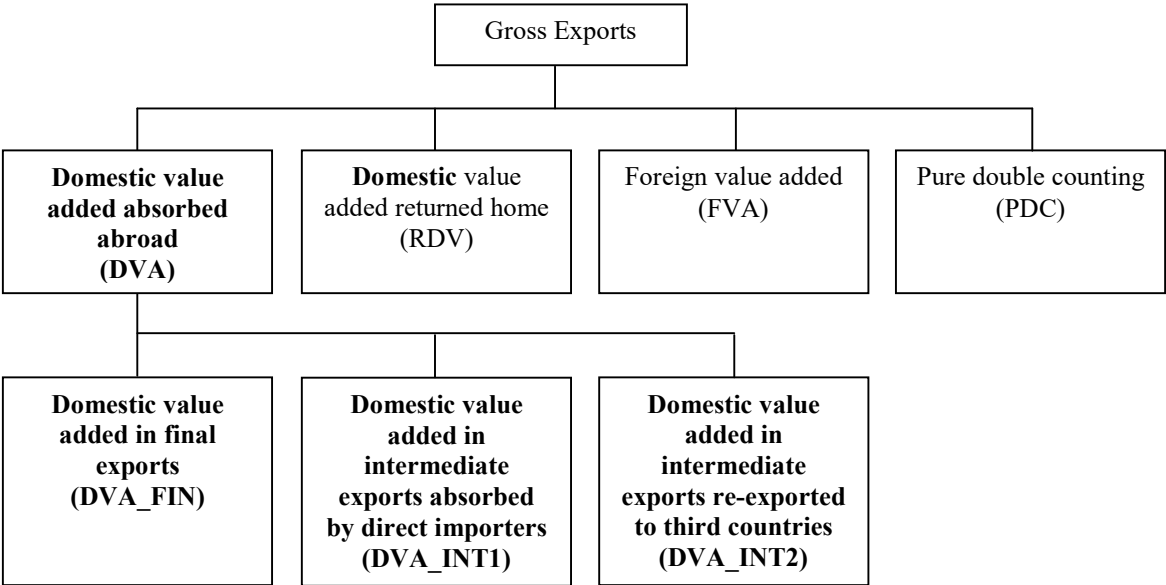 Gross Exports
Domestic value
added absorbed
abroad
(DVA)
Domestic value
added returned home
(RDV)
Foreign value added
(FVA)
Pure double counting
(PDC)
Domestic value
added in final
exports
(DVA_FIN)
Domestic value
added in
intermediate
exports absorbed
by direct importers
(DVA_INT1)
Domestic value
added in
intermediate
exports re-exported
to third countries
(DVA_INT2)